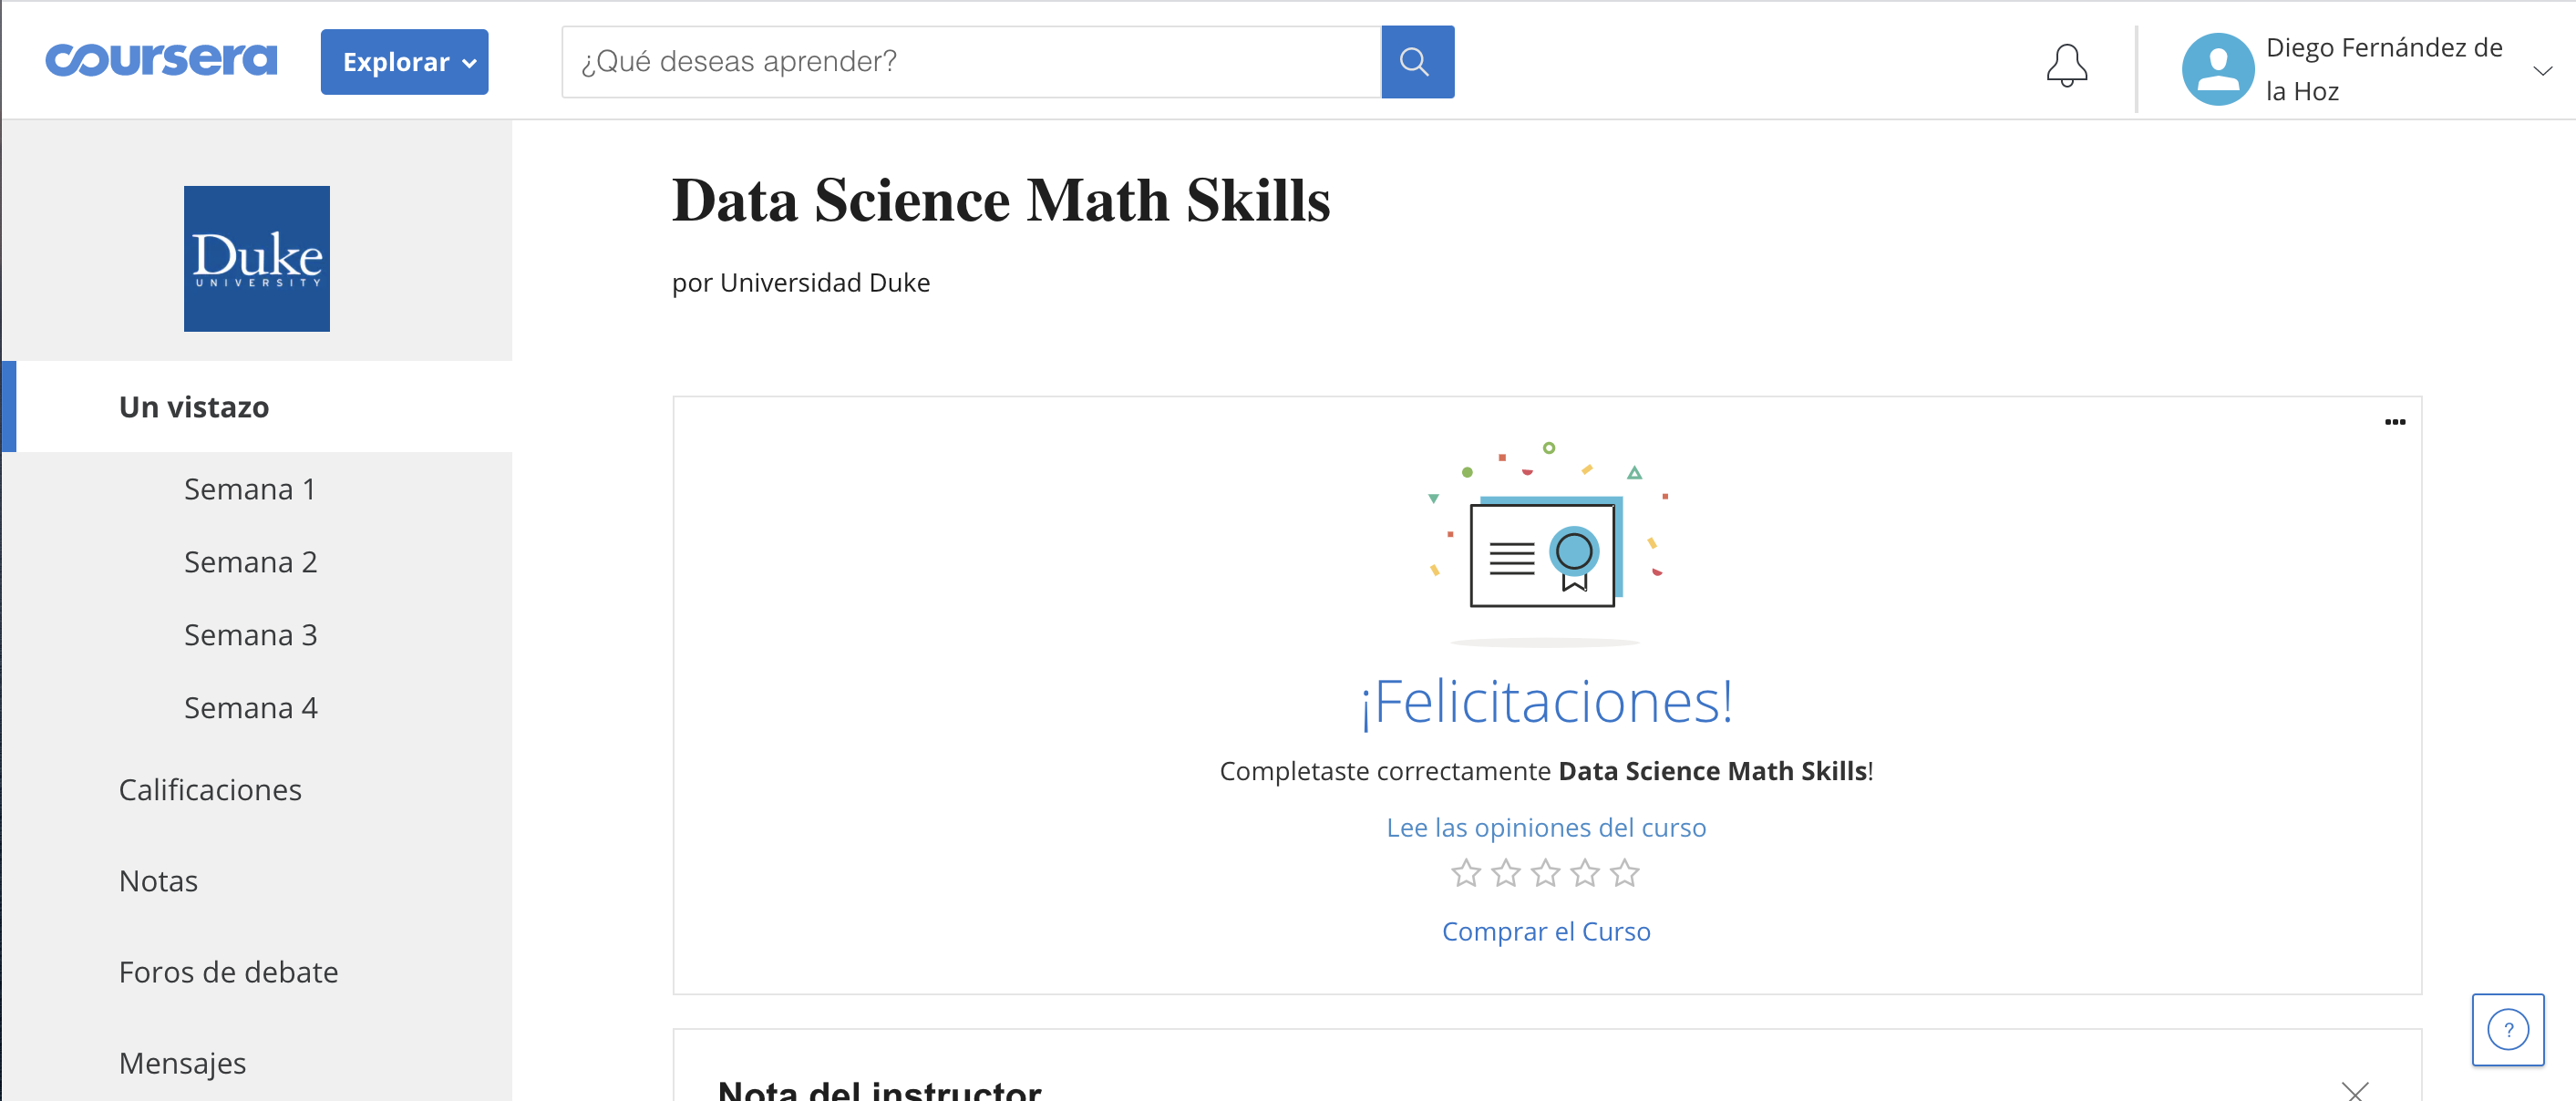 coursera
Explorar
¿Qué deseas aprender?
Diego Fernández de
la Hoz
Duke
UNIVERSITY
Un vistazo
Semana 1
Semana 2
Semana 3
Semana 4
Calificaciones
Notas
Foros de debate
Mensajes
Data Science Math Skills
por Universidad Duke
¡Felicitaciones!
Completaste correctamente Data Science Math Skills!
Lee las opiniones del curso
Comprar el Curso
Nota del instructor
?